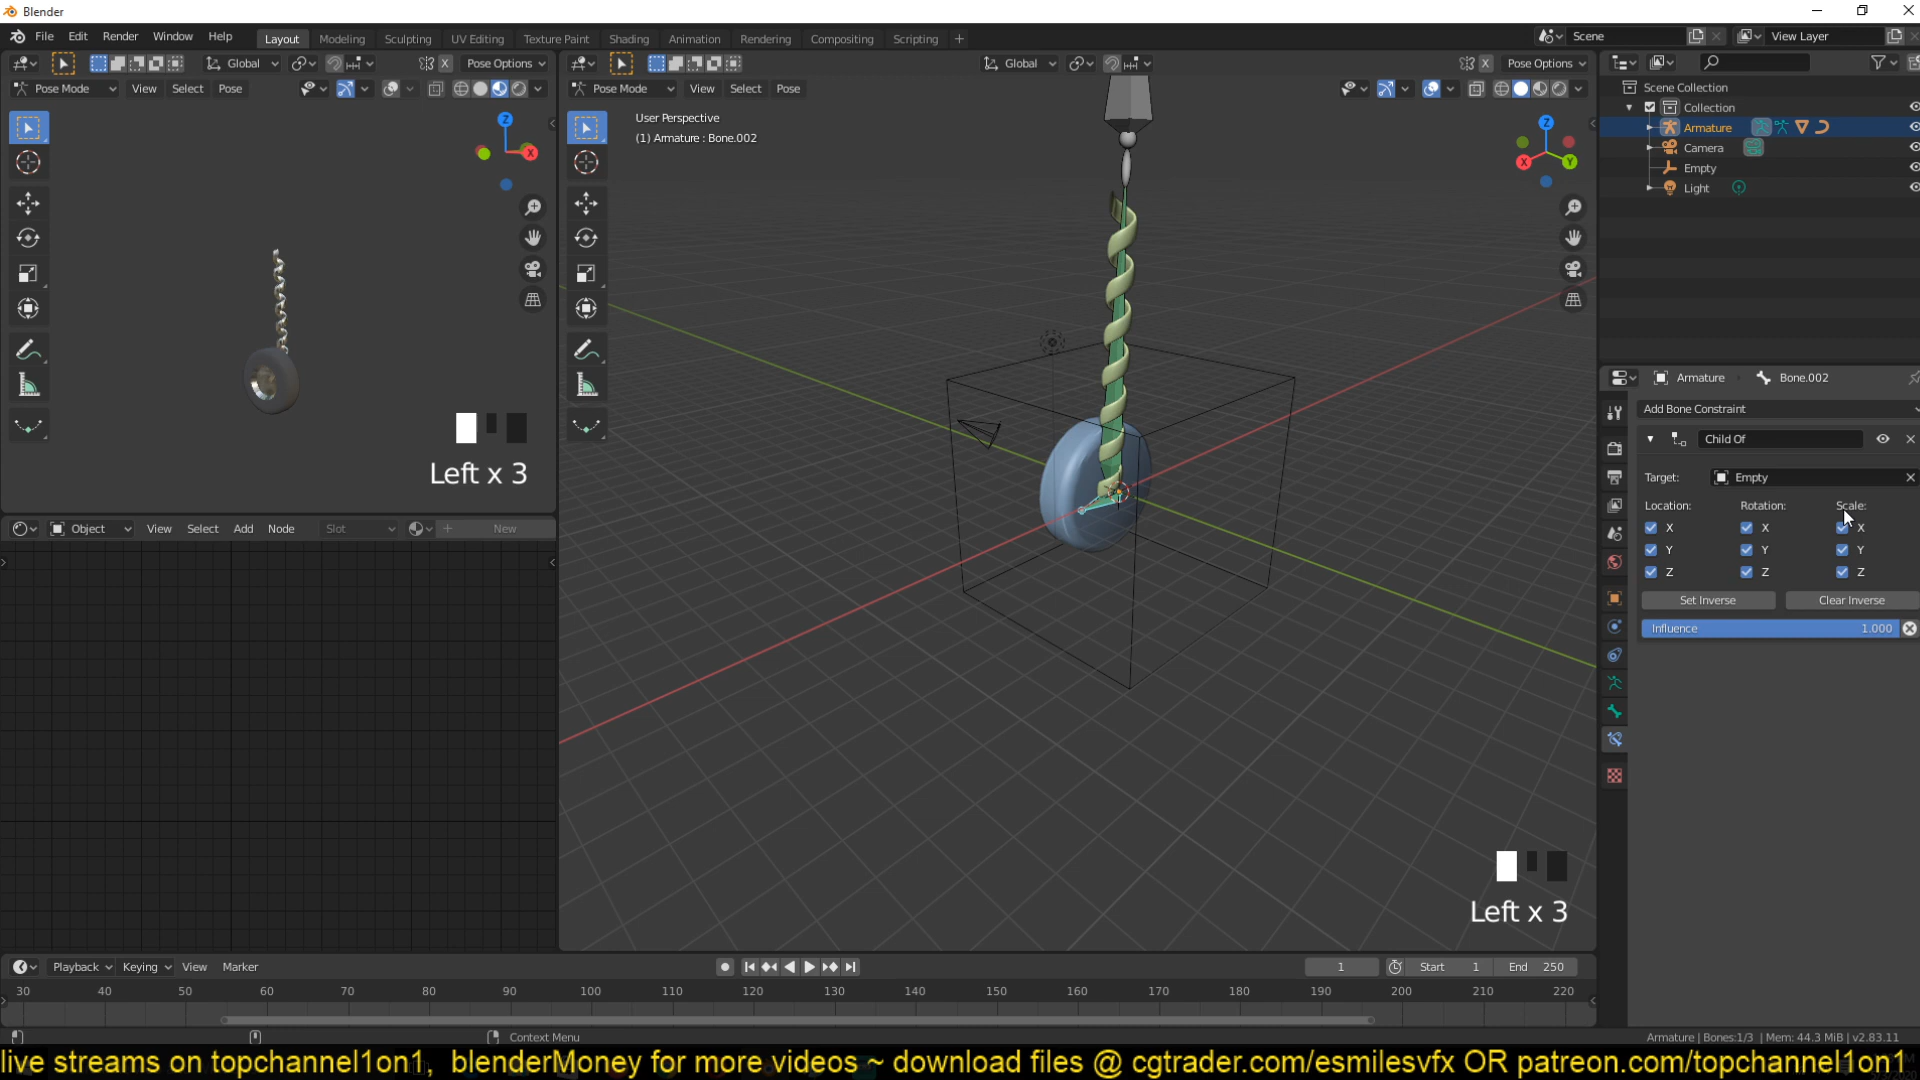 Blender
File Edit Render Window Help
Layout Modeling Sculpting UV Editing Texture Paint Shading Animation Rendering Compositing Scripting +
Scene
View Layer
Global
Pose Options
Global
X
Pose Options
Pose Mode View Select Pose
Pose Mode View Select Pose
User Perspective
(1) Armature : Bone.002
Z
X
Z
X
Y
Scene Collection
Collection
Armature
Camera
Empty
Light
Left x 3
Object View Select Add Node Slot New
Left x 3
Armature
Bone.002
Add Bone Constraint
Child Of
Target:
Empty
Location: Rotation: Scale:
X X X
Y Y Y
Z Z Z
Set Inverse
Clear Inverse
Influence 1.000
Playback Keying View Marker
1
Start 1
End 250
30 40 50 60 70 80 90 100 110 120 130 140 150 160 170 180 190 200 210 220
Context Menu
Armature | Bones:1/3 | Mem: 44.3 MiB | v2.83.11
live streams on topchannel1on1, blenderMoney for more videos ~ download files @ cgtrader.com/esmilesvfx OR patreon.com/topchannel1on1